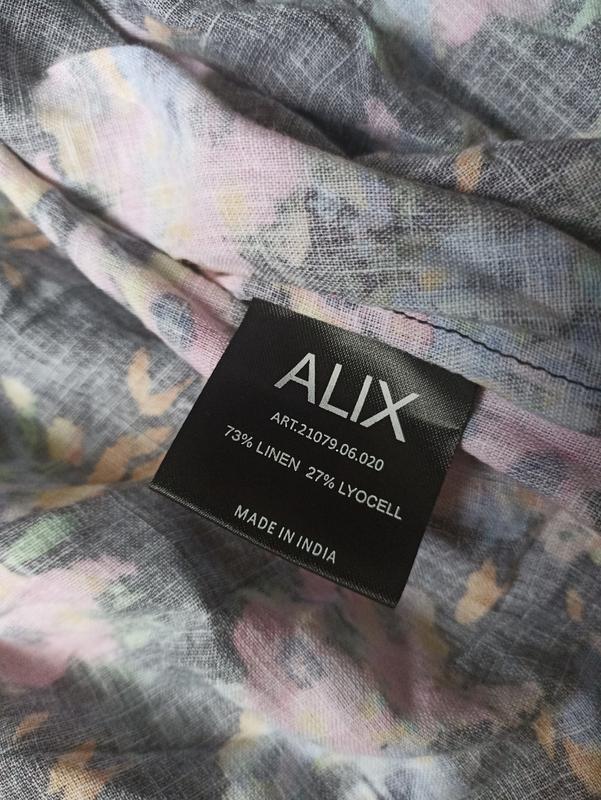 ALIX
ART.21079.06.020
73% LINEN 27% LYOCELL
MADE IN INDIA